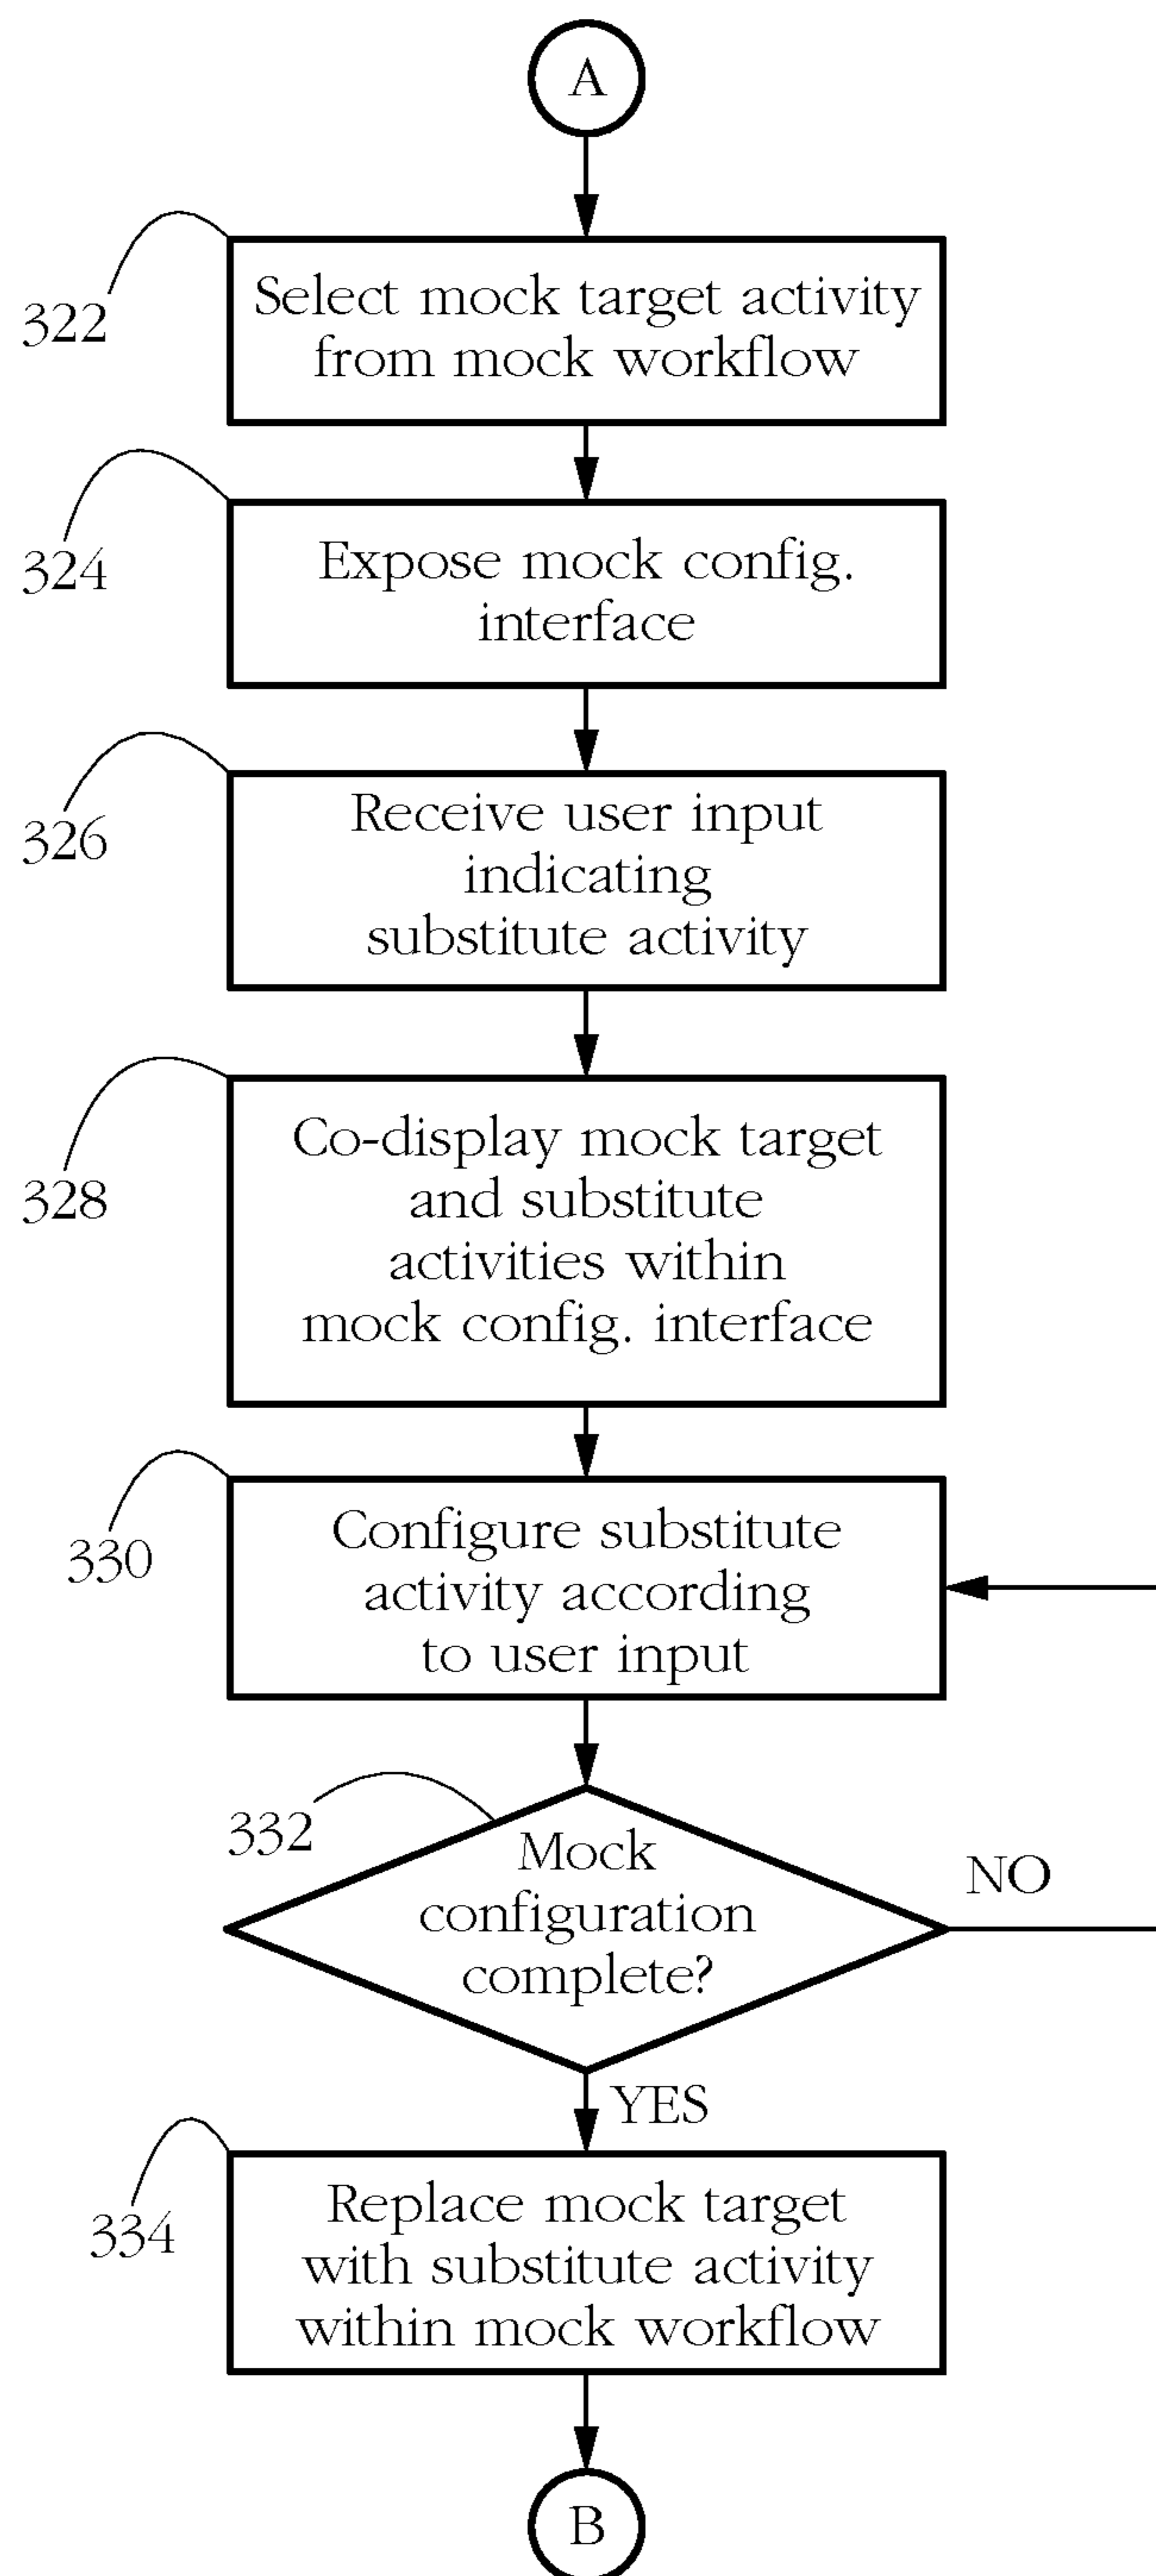 A
322
Select mock target activity
from mock workflow
324
Expose mock config.
interface
326
Receive user input
indicating
substitute activity
328
Co-display mock target
and substitute
activities within
mock config. interface
330
Configure substitute
activity according
to user input
332
Mock
configuration
complete?
NO
YES
334
Replace mock target
with substitute activity
within mock workflow
B